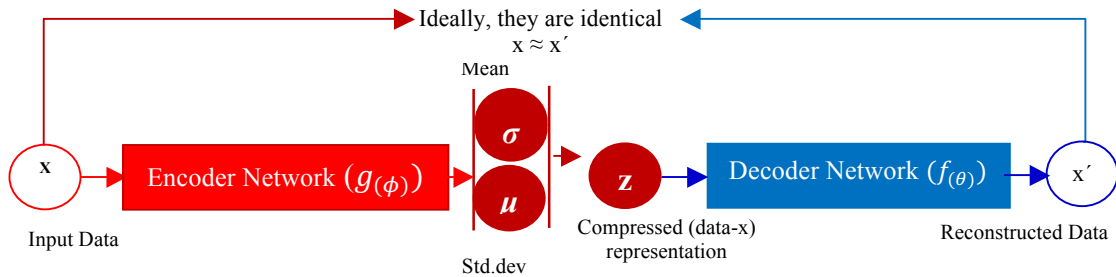 Ideally, they are identical
x ≈ x´
Mean
x
Encoder Network (g(ϕ))
σ
μ
z
Decoder Network (f(θ))
x´
Input Data
Std.dev
Compressed (data-x)
representation
Reconstructed Data